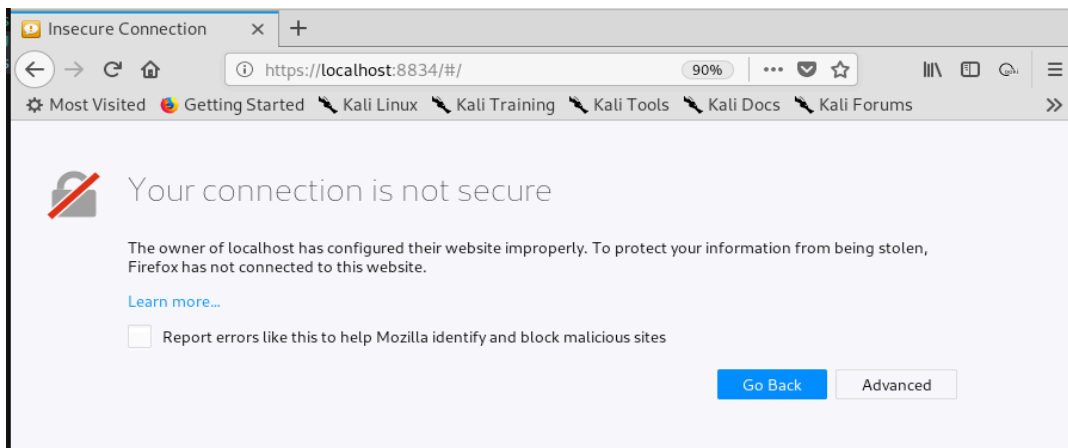 Insecure Connection
https://localhost:8834/#/
90%
Most Visited Getting Started Kali Linux Kali Training Kali Tools Kali Docs Kali Forums
Your connection is not secure
The owner of localhost has configured their website improperly. To protect your information from being stolen,
Firefox has not connected to this website.
Learn more...
Report errors like this to help Mozilla identify and block malicious sites
Go Back Advanced